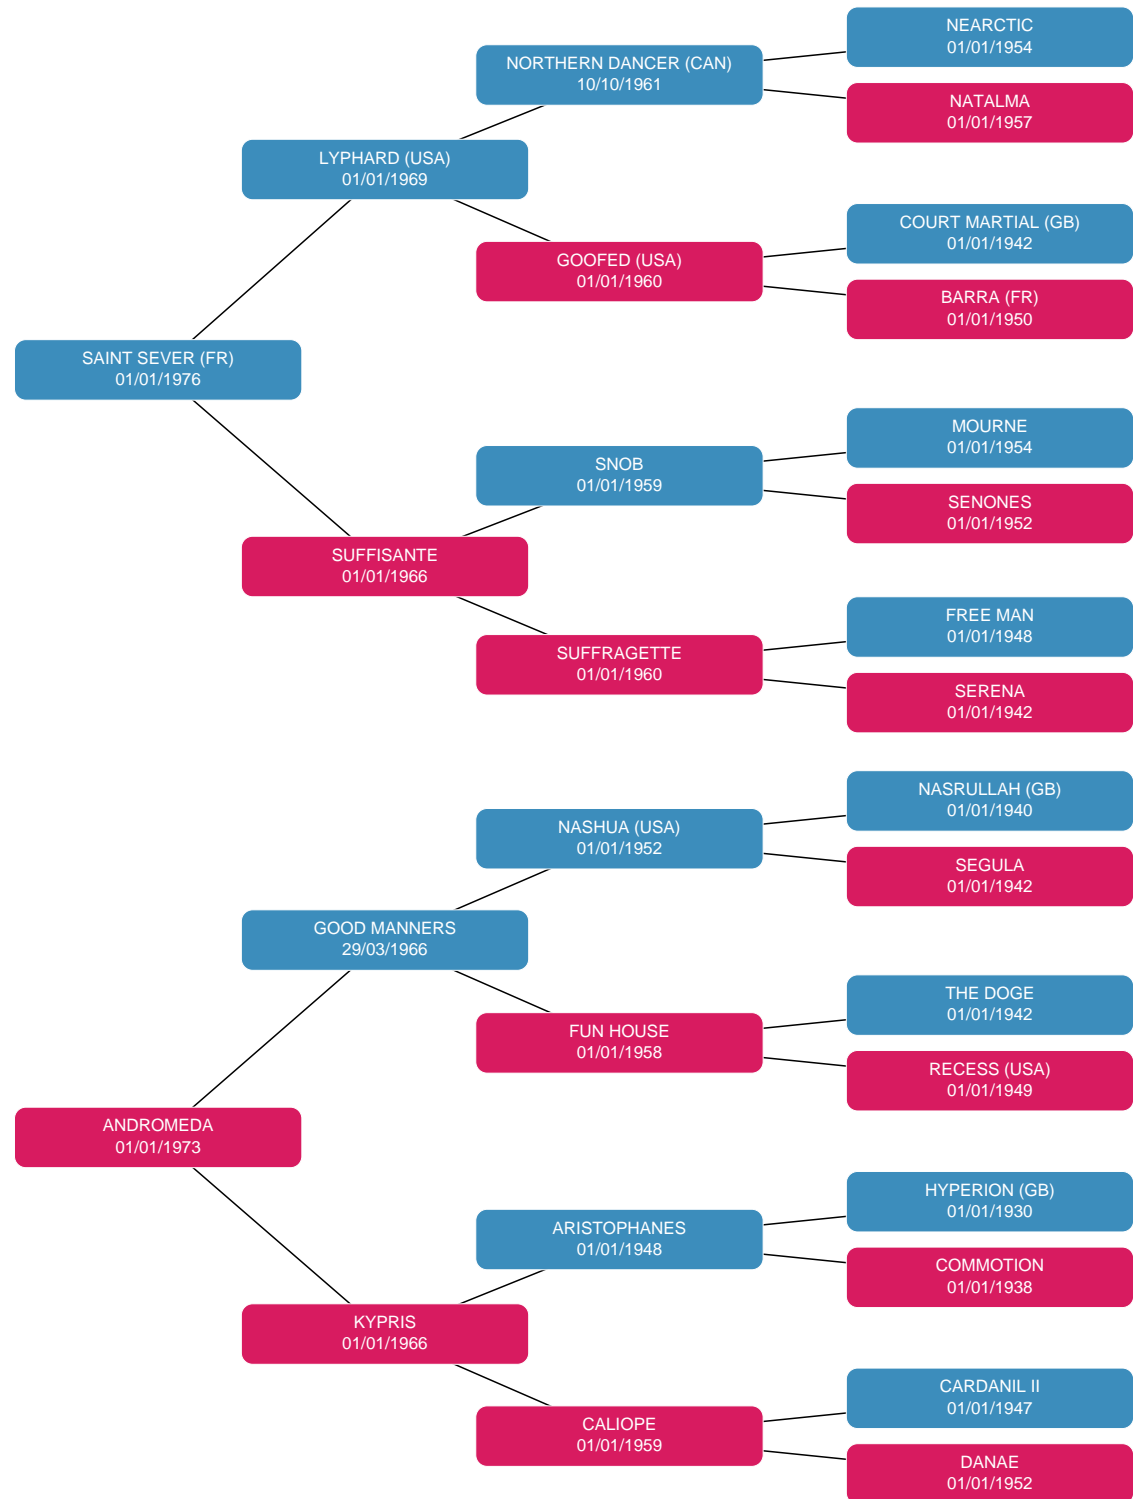 NEARCTIC
01/01/1954
NORTHERN DANCER (CAN)
10/10/1961
NATALMA
01/01/1957
LYPHARD (USA)
01/01/1969
COURT MARTIAL (GB)
01/01/1942
GOOFED (USA)
01/01/1960
BARRA (FR)
01/01/1950
SAINT SEVER (FR)
01/01/1976
MOURNE
01/01/1954
SNOB
01/01/1959
SENONES
01/01/1952
SUFFISANTE
01/01/1966
FREE MAN
01/01/1948
SUFFRAGETTE
01/01/1960
SERENA
01/01/1942
NASRULLAH (GB)
01/01/1940
NASHUA (USA)
01/01/1952
SEGULA
01/01/1942
GOOD MANNERS
29/03/1966
THE DOGE
01/01/1942
FUN HOUSE
01/01/1958
RECESS (USA)
01/01/1949
ANDROMEDA
01/01/1973
HYPERION (GB)
01/01/1930
ARISTOPHANES
01/01/1948
COMMOTION
01/01/1938
KYPRIS
01/01/1966
CARDANIL II
01/01/1947
CALIOPE
01/01/1959
DANAE
01/01/1952